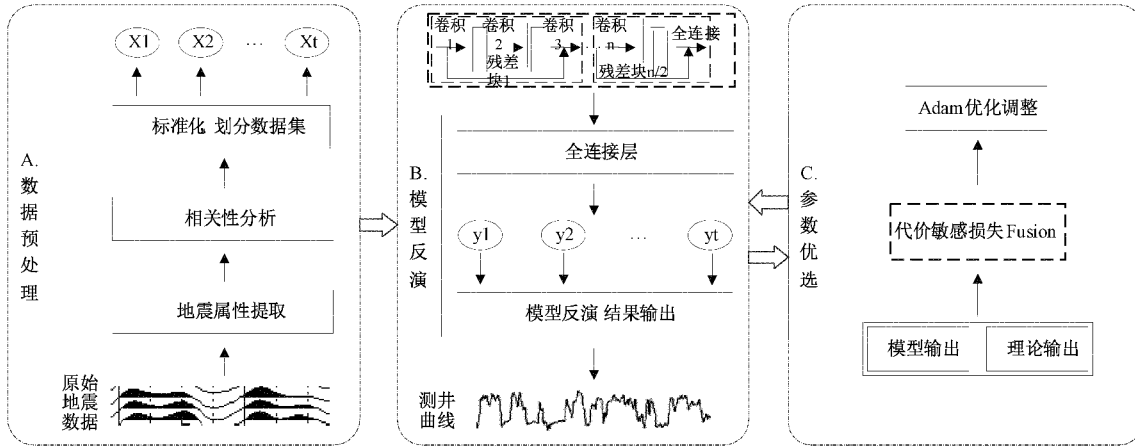 X1 X2 … Xt
标准化 划分数据集
相关性分析
地震属性提取
原始
地震
数据
A.
数
据
预
处
理
卷积
1
卷积
2
卷积
3
…
卷积
n
全连接
残差
块1
残差块n/2
全连接层
y1 y2 … yt
模型反演 结果输出
测井
曲线
B.
模
型
反
演
C.
参
数
优
选
Adam优化调整
代价敏感损失Fusion
模型输出 理论输出